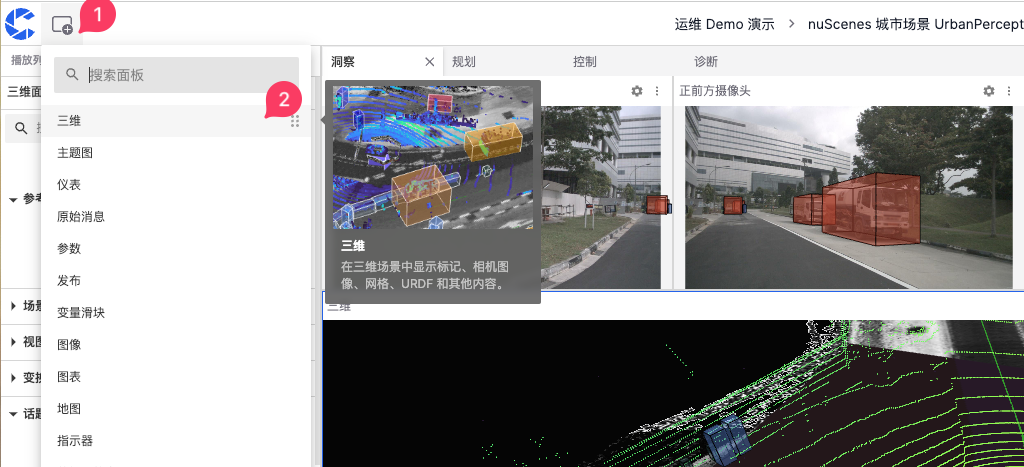 1
运维 Demo 演示 > nuScenes 城市场景 UrbanPercept
播放列
搜索面板
洞察
规划
控制
诊断
三维面
2
正前方摄像头
三维
主题图
仪表
参考
原始消息
三维
参数
在三维场景中显示标记、相机图
像、网格、URDF 和其他内容。
发布
场景
三维
变量滑块
视图
图像
变换
图表
地图
话题
指示器